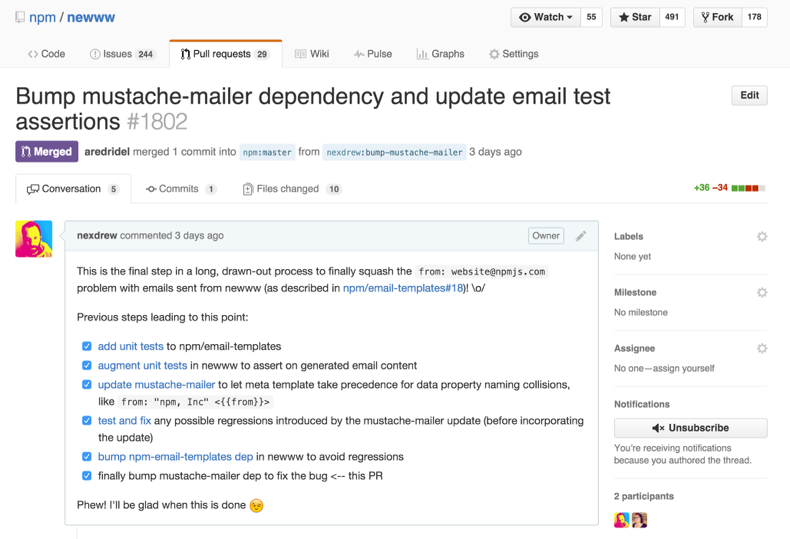 npm / newww
Watch 55 Star 491 Fork 178
Code Issues 244 Pull requests 29 Wiki Pulse Graphs Settings
Bump mustache-mailer dependency and update email test
assertions #1802
Edit
Merged aredridel merged 1 commit into npm:master from nexdrew:bump-mustache-mailer 3 days ago
Conversation 5 Commits 1 Files changed 10 +36 −34
nexdrew commented 3 days ago Owner
This is the final step in a long, drawn-out process to finally squash the from: website@npmjs.com
problem with emails sent from newww (as described in npm/email-templates#18)! \o/
Previous steps leading to this point:
add unit tests to npm/email-templates
augment unit tests in newww to assert on generated email content
update mustache-mailer to let meta template take precedence for data property naming collisions,
like from: "npm, Inc" <{{from}}>
test and fix any possible regressions introduced by the mustache-mailer update (before incorporating
the update)
bump npm-email-templates dep in newww to avoid regressions
finally bump mustache-mailer dep to fix the bug <-- this PR
Phew! I'll be glad when this is done
Labels
None yet
Milestone
No milestone
Assignee
No one—assign yourself
Notifications
Unsubscribe
You're receiving notifications
because you authored the thread.
2 participants